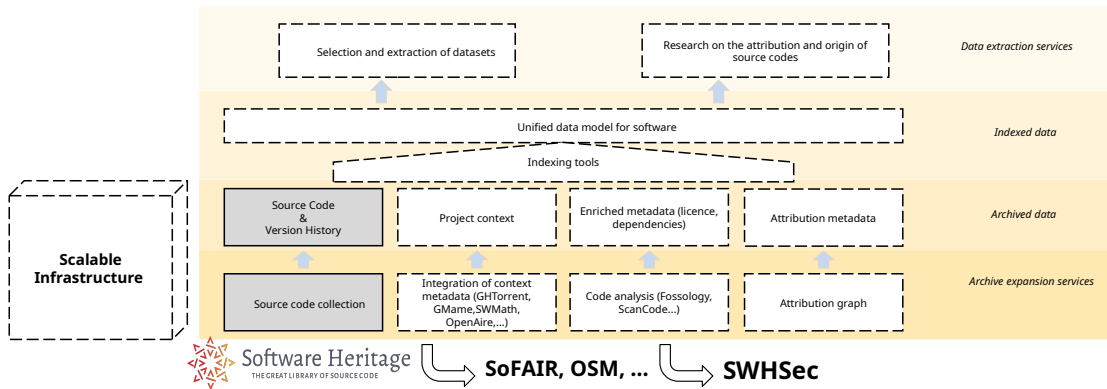 Selection and extraction of datasets
Research on the attribution and origin of
source codes
Data extraction services
Unified data model for software
Indexed data
Indexing tools
Source Code
&
Version History
Project context
Enriched metadata (licence,
dependencies)
Attribution metadata
Archived data
Scalable
Infrastructure
Source code collection
Integration of context
metadata (GHTorrent,
GMame,SWMath,
OpenAire,...)
Code analysis (Fossology,
ScanCode...)
Attribution graph
Archive expansion services
Software Heritage
THE GREAT LIBRARY OF SOURCE CODE
SoFAIR, OSM, ...
SWHSec